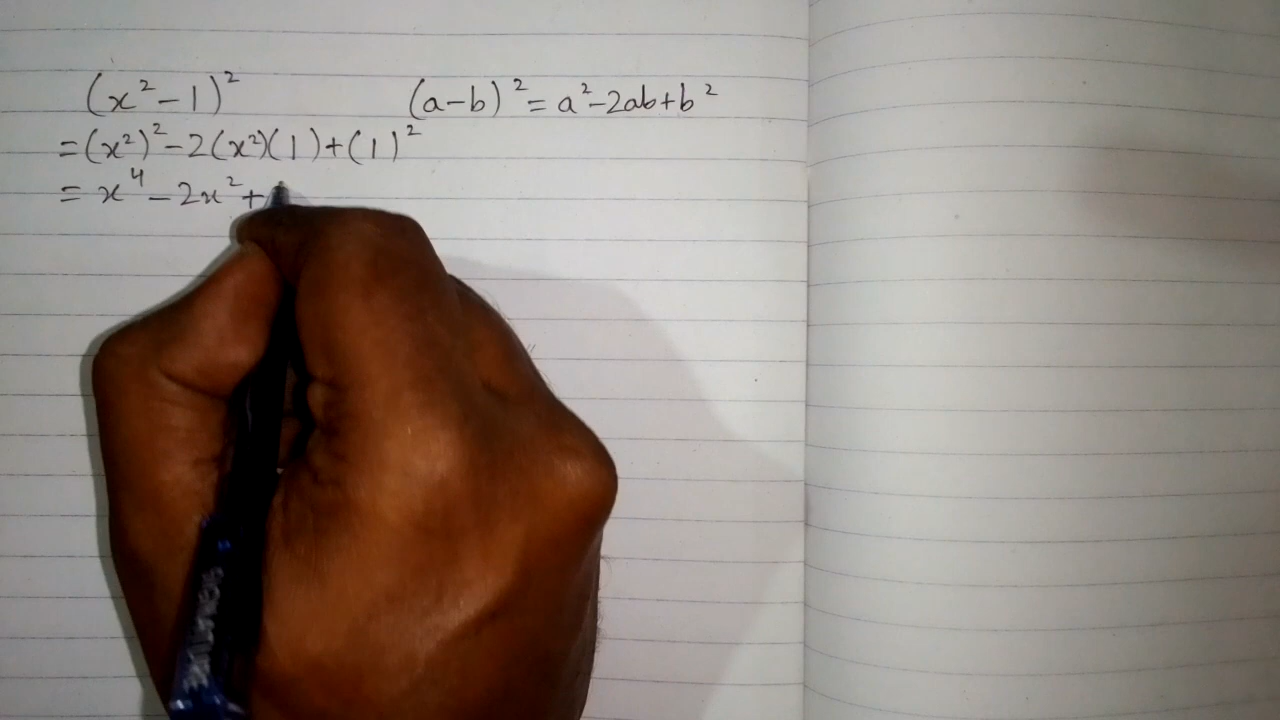 (x²-1)²
(a-b)²=a²-2ab+b²
=(x²)²-2(x²)(1)+(1)²
=x⁴-2x²+